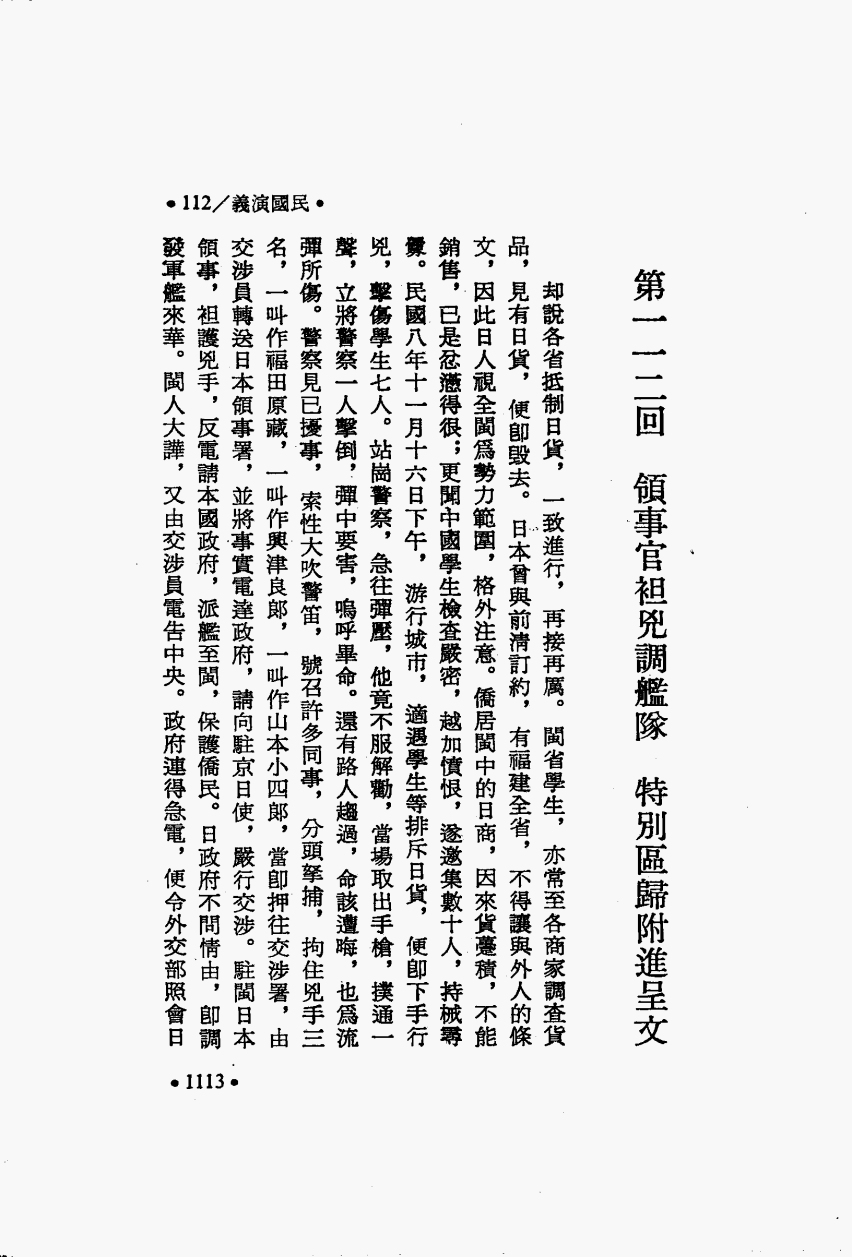 •民國演義／112•
第一一二回　領事官袒兇調艦隊　特別區歸附進呈文
却說各省抵制日貨，一致進行，再接再厲。閩省學生，亦常至各商家調查貨
品，見有日貨，便卽毀去。日本曾與前淸訂約，有福建全省，不得讓與外人的條
文，因此日人視全閩爲勢力範圍，格外注意。僑居閩中的日商，因來貨壅積，不能
銷售，已是忿懣得很；更聞中國學生檢查嚴密，越加憤恨，遂邀集數十人，持械尋
釁。民國八年十一月十六日下午，游行城市，適遇學生等排斥日貨，便卽下手行
兇，擊傷學生七人。站崗警察，急往彈壓，他竟不服解勸，當場取出手槍，撲通一
聲，立將警察一人擊倒，彈中要害，嗚呼畢命。還有路人趨過，命該遭晦，也爲流
彈所傷。警察見已擾事，索性大吹警笛，號召許多同事，分頭拏捕，拘住兇手三
名，一叫作福田原藏，一叫作興津良郎，一叫作山本小四郎，當卽押往交涉署，由
交涉員轉送日本領事署，並將事實電達政府，請向駐京日使，嚴行交涉。駐閩日本
領事，袒護兇手，反電請本國政府，派艦至閩，保護僑民。日政府不問情由，卽調
發軍艦來華。閩人大譁，又由交涉員電告中央。政府連得急電，便令外交部照會日
•1113•